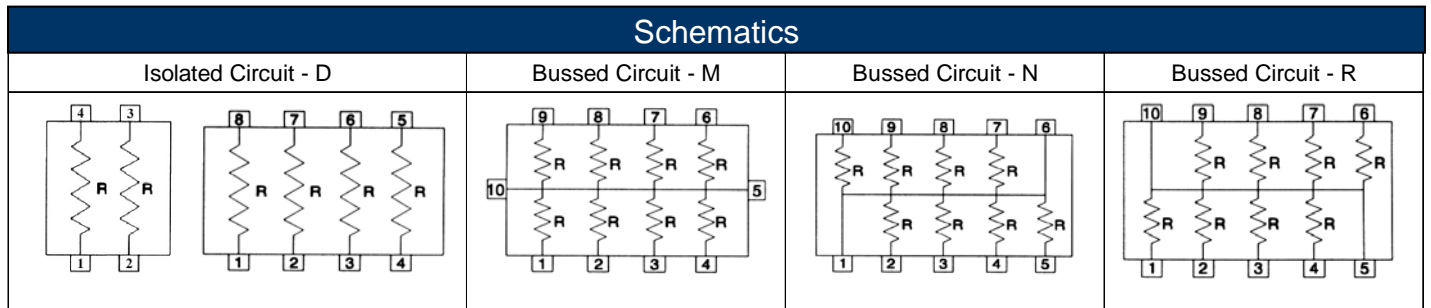 Schematics
Isolated Circuit - D
Bussed Circuit - M
Bussed Circuit - N
Bussed Circuit - R
4 3
R R
1 2
8 7 6 5
R R R R
1 2 3 4
9 8 7 6
R R R R
10 5
R R R R
1 2 3 4
10 9 8 7 6
R R R R
R R R R
1 2 3 4 5
10 9 8 7 6
R R R R
R R R R
1 2 3 4 5